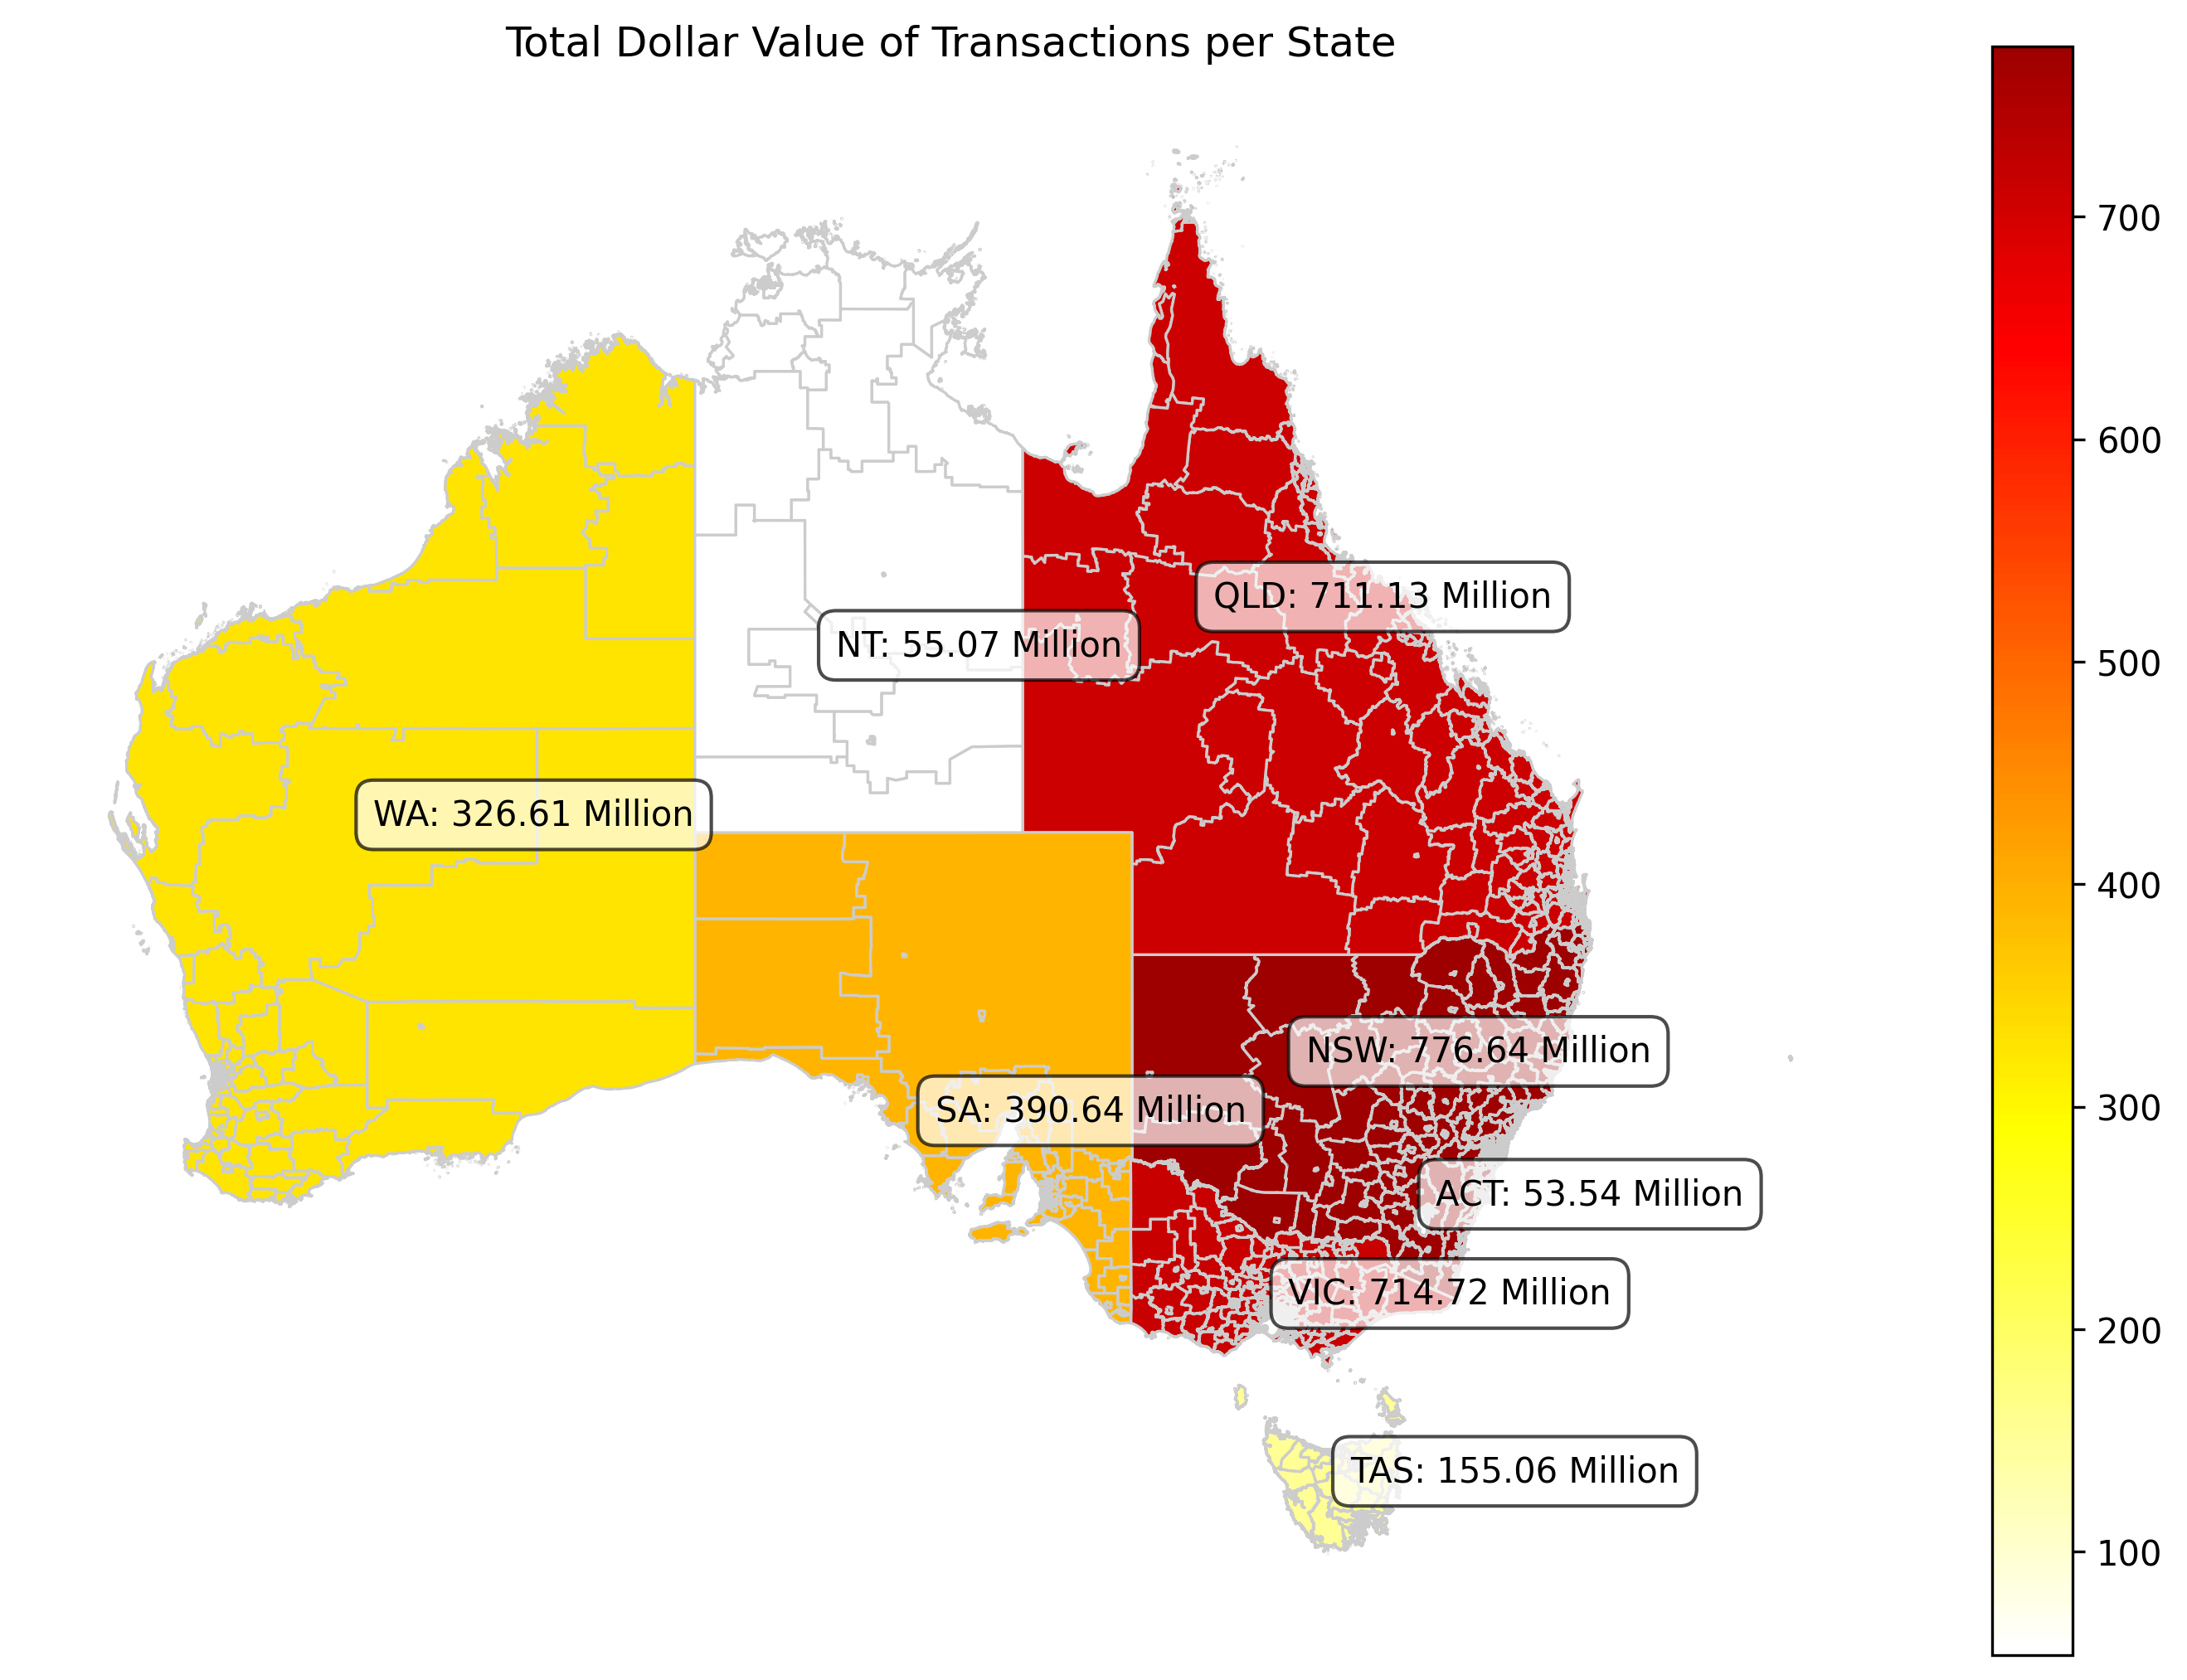 Total Dollar Value of Transactions per State
700
600
QLD: 711.13 Million
NT: 55.07 Million
500
WA: 326.61 Million
400
NSW: 776.64 Million
SA: 390.64 Million
300
ACT: 53.54 Million
VIC: 714.72 Million
200
TAS: 155.06 Million
100